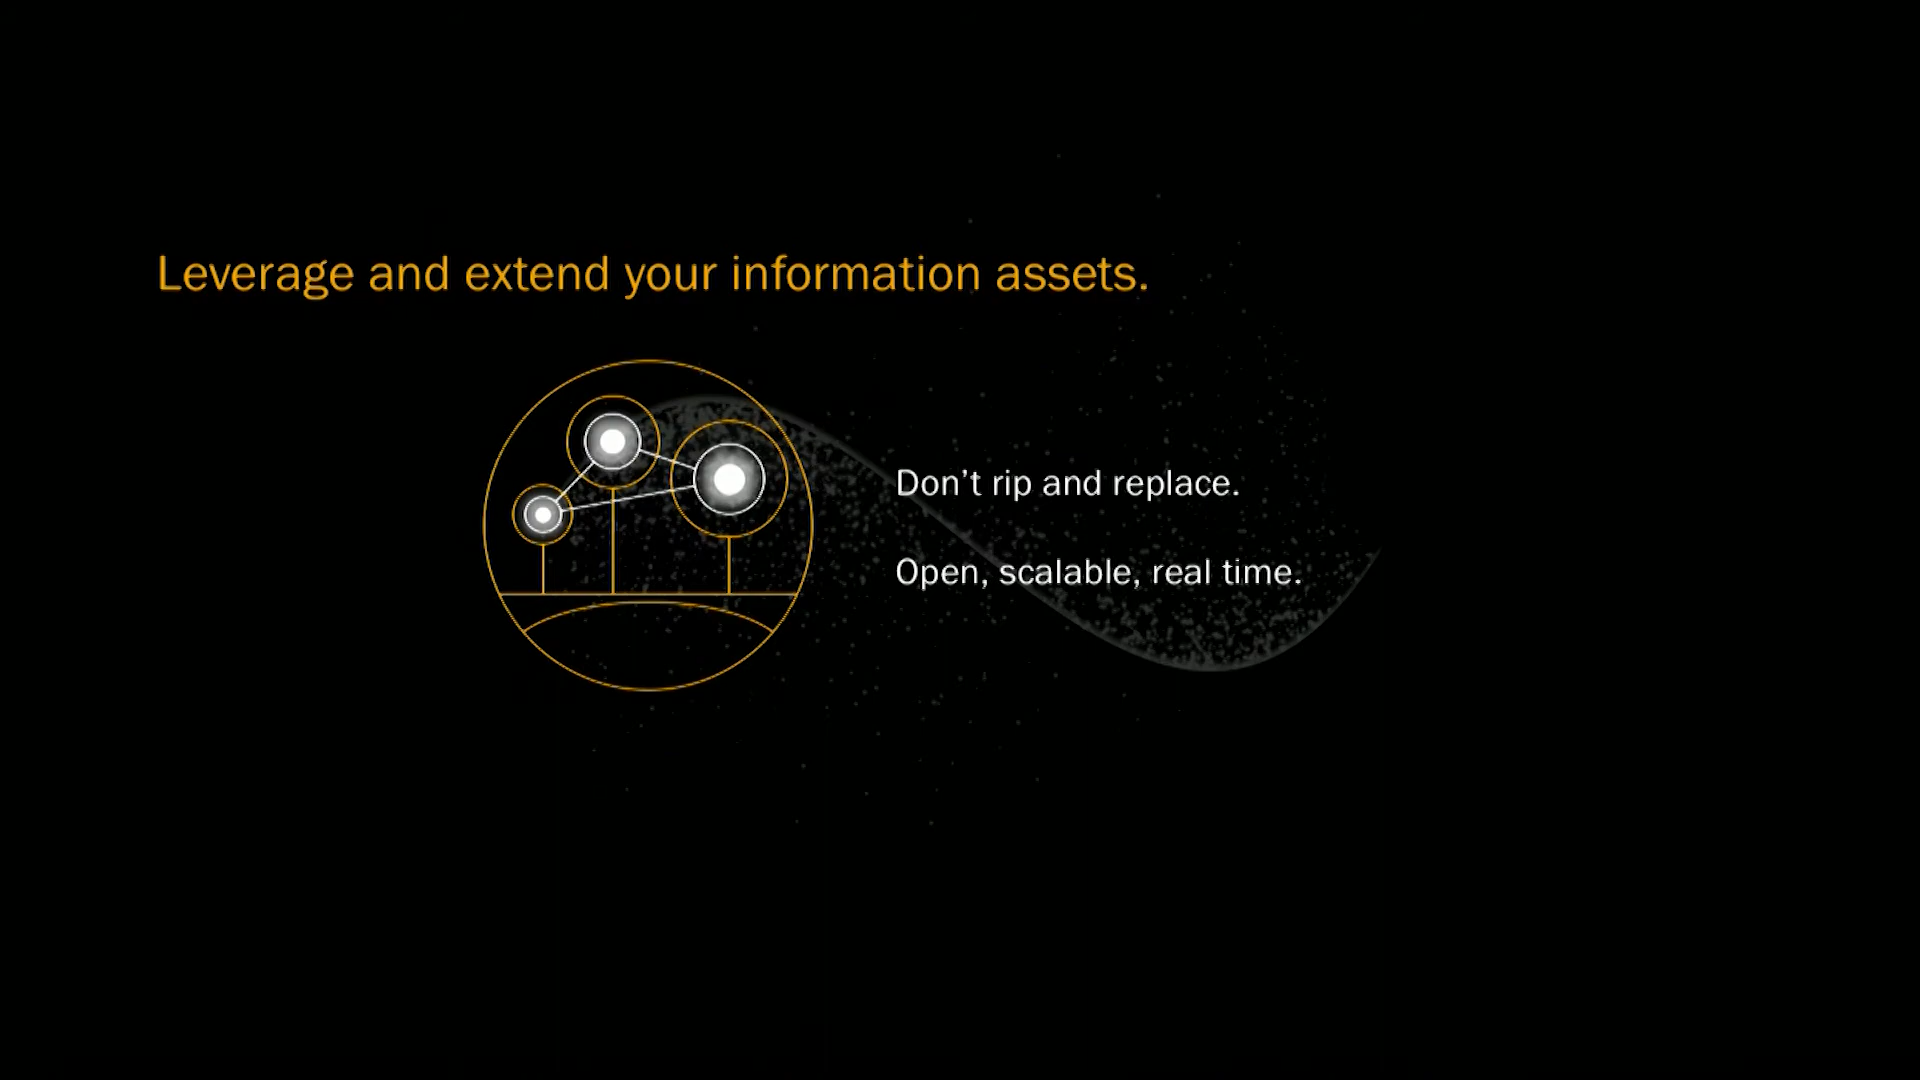 Leverage and extend your information assets.
Don’t rip and replace.
Open, scalable, real time.